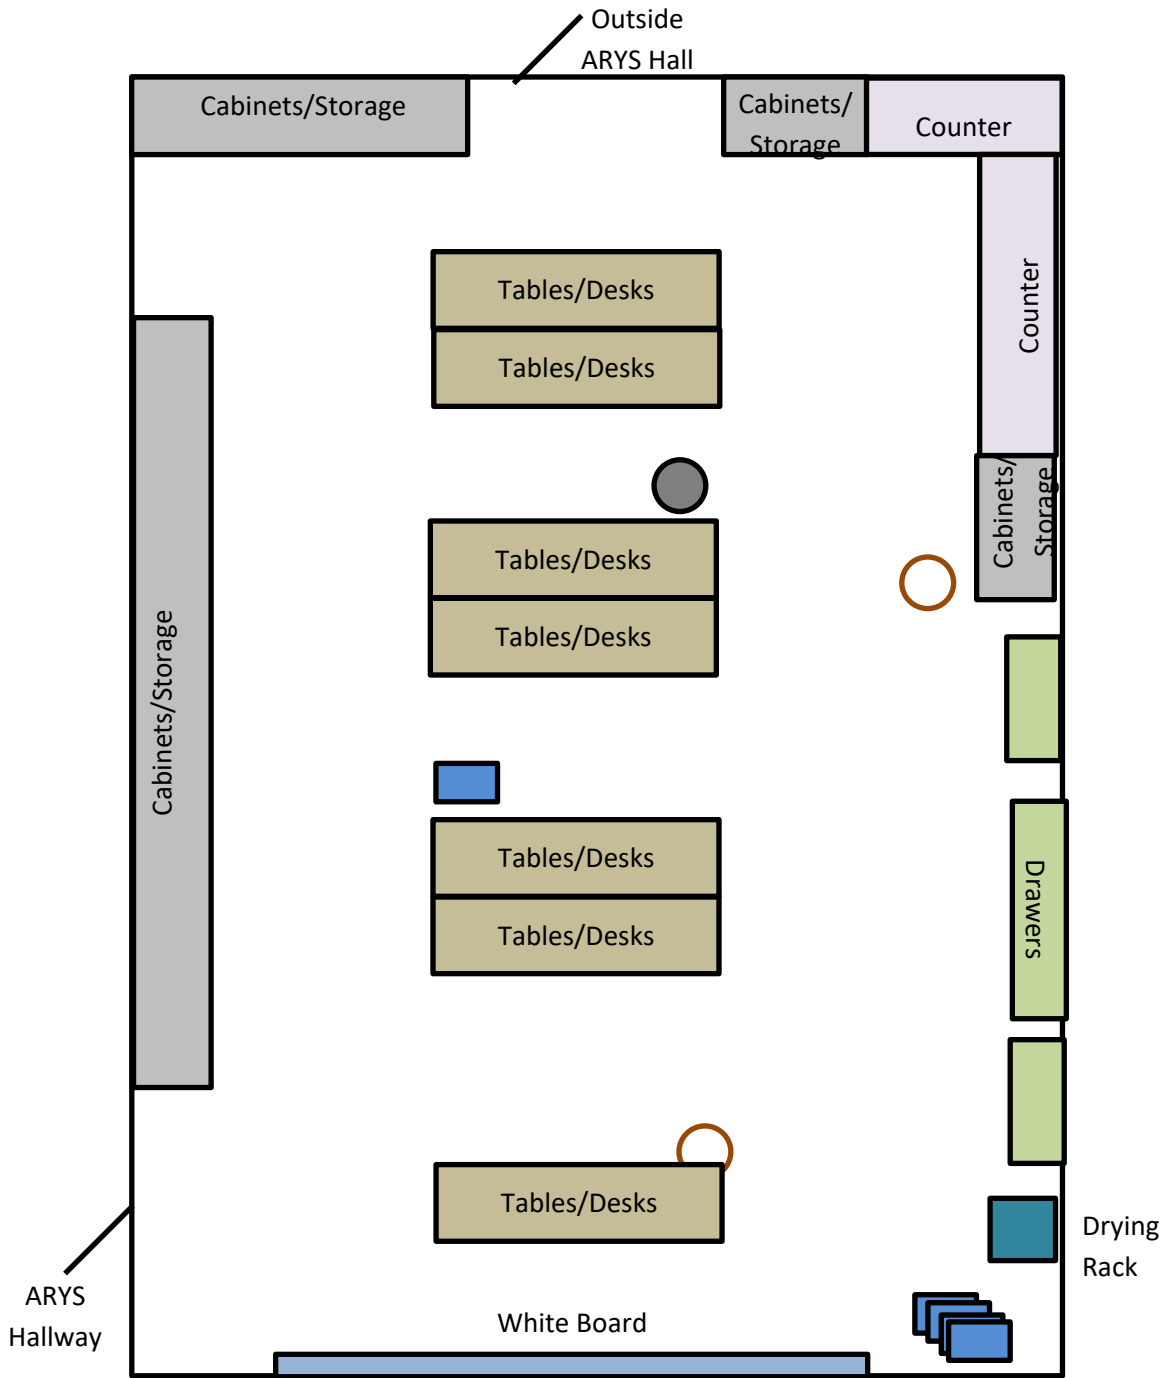 Outside
ARYS Hall
Cabinets/Storage
Cabinets/
Storage
Counter
Counter
Tables/Desks
Tables/Desks
Cabinets/
Storage
Tables/Desks
Tables/Desks
Cabinets/Storage
Tables/Desks
Tables/Desks
Drawers
Tables/Desks
Drying
Rack
ARYS
Hallway
White Board